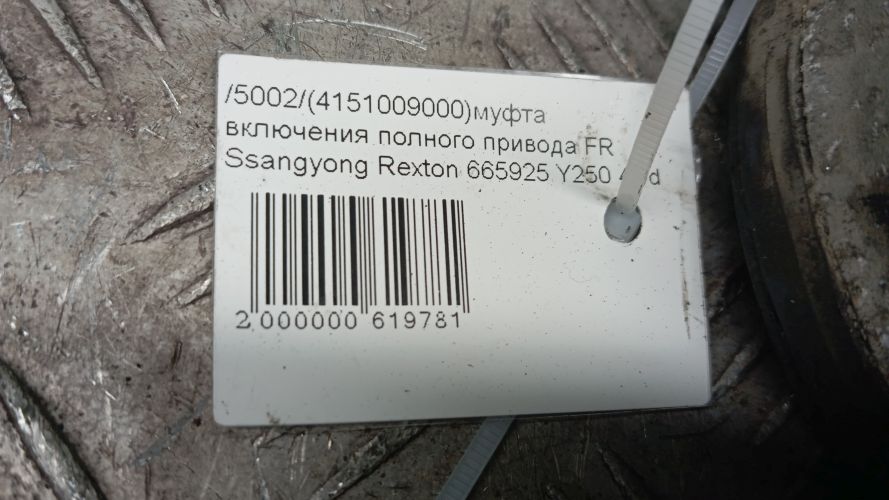 /5002/(4151009000)муфта
включения полного привода FR
Ssangyong Rexton 665925 Y250
2 000000 619781